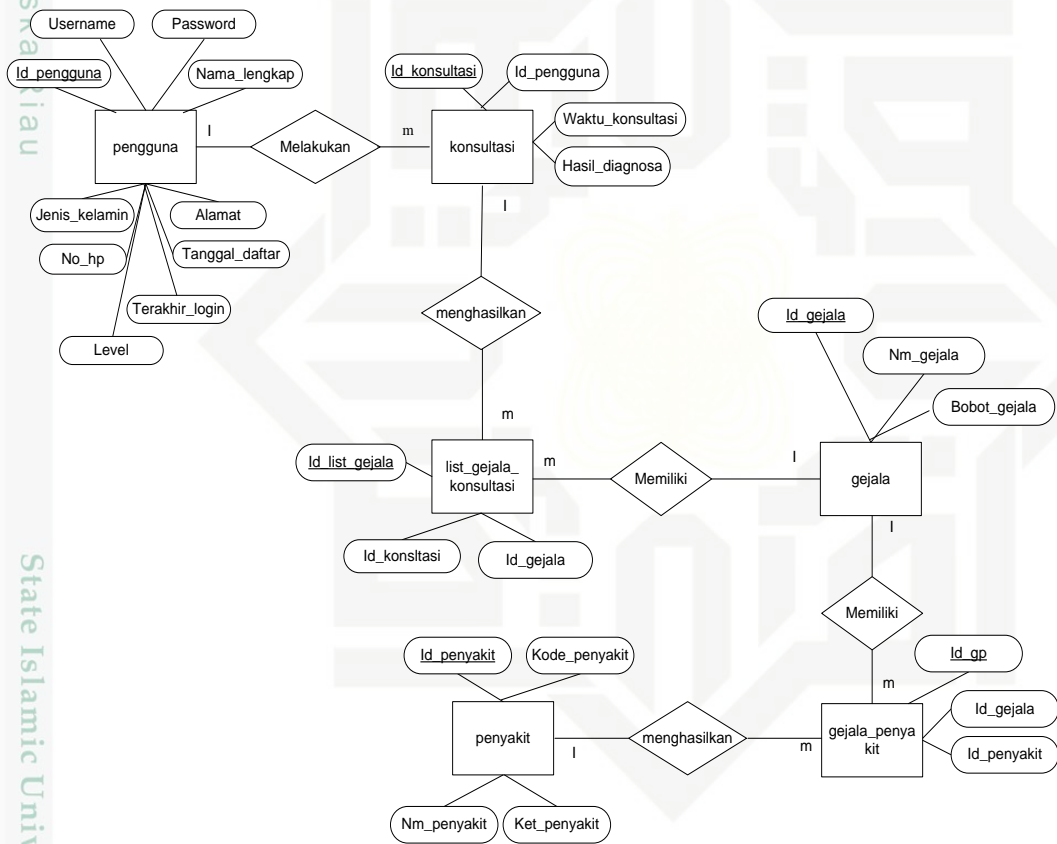 Username
Password
Id_pengguna
Nama_lengkap
pengguna
l
Melakukan
m
Jenis_kelamin
Alamat
No_hp
Tanggal_daftar
Terakhir_login
Level
Id_konsultasi
Id_pengguna
Waktu_konsultasi
Hasil_diagnosa
konsultasi
l
menghasilkan
m
Id_list_gejala
list_gejala_
konsultasi
Id_konsltasi
Id_gejala
m
Memiliki
l
Id_gejala
Nm_gejala
Bobot_gejala
gejala
l
Memiliki
m
Id_gp
Id_gejala
Id_penyakit
gejala_penya
kit
m
menghasilkan
l
Id_penyakit
Kode_penyakit
penyakit
Nm_penyakit
Ket_penyakit
ska Riau
State Islamic Univ